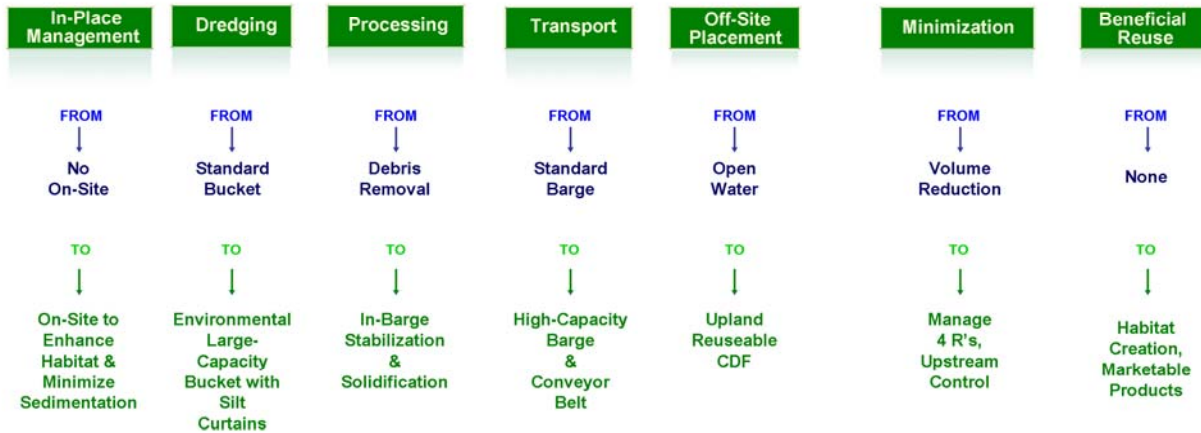 In-Place
Management
Dredging
Processing
Transport
Off-Site
Placement
Minimization
Beneficial
Reuse
FROM
FROM
FROM
FROM
FROM
FROM
FROM
No
On-Site
Standard
Bucket
Debris
Removal
Standard
Barge
Open
Water
Volume
Reduction
None
TO
TO
TO
TO
TO
TO
TO
On-Site to
Enhance
Habitat &
Minimize
Sedimentation
Environmental
Large-
Capacity
Bucket with
Silt
Curtains
In-Barge
Stabilization
&
Solidification
High-Capacity
Barge
&
Conveyor
Belt
Upland
Reuseable
CDF
Manage
4 R's,
Upstream
Control
Habitat
Creation,
Marketable
Products